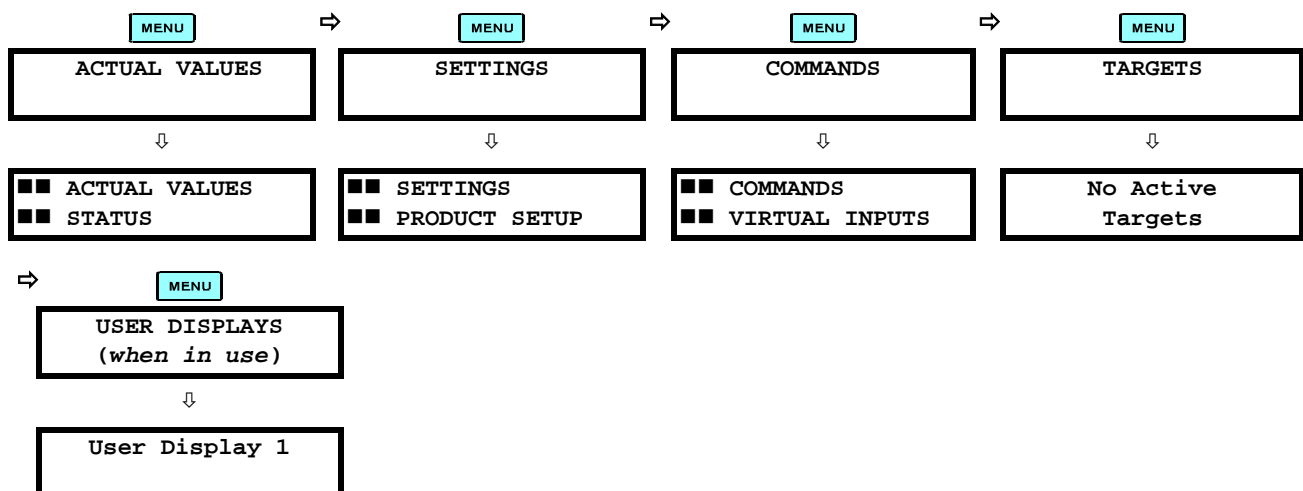 MENU ⇨ MENU ⇨ MENU ⇨ MENU
ACTUAL VALUES
SETTINGS
COMMANDS
TARGETS
⇩ ⇩ ⇩ ⇩
■■ ACTUAL VALUES
■■ STATUS
■■ SETTINGS
■■ PRODUCT SETUP
■■ COMMANDS
■■ VIRTUAL INPUTS
No Active
Targets
⇨ MENU
USER DISPLAYS
(when in use)
⇩
User Display 1